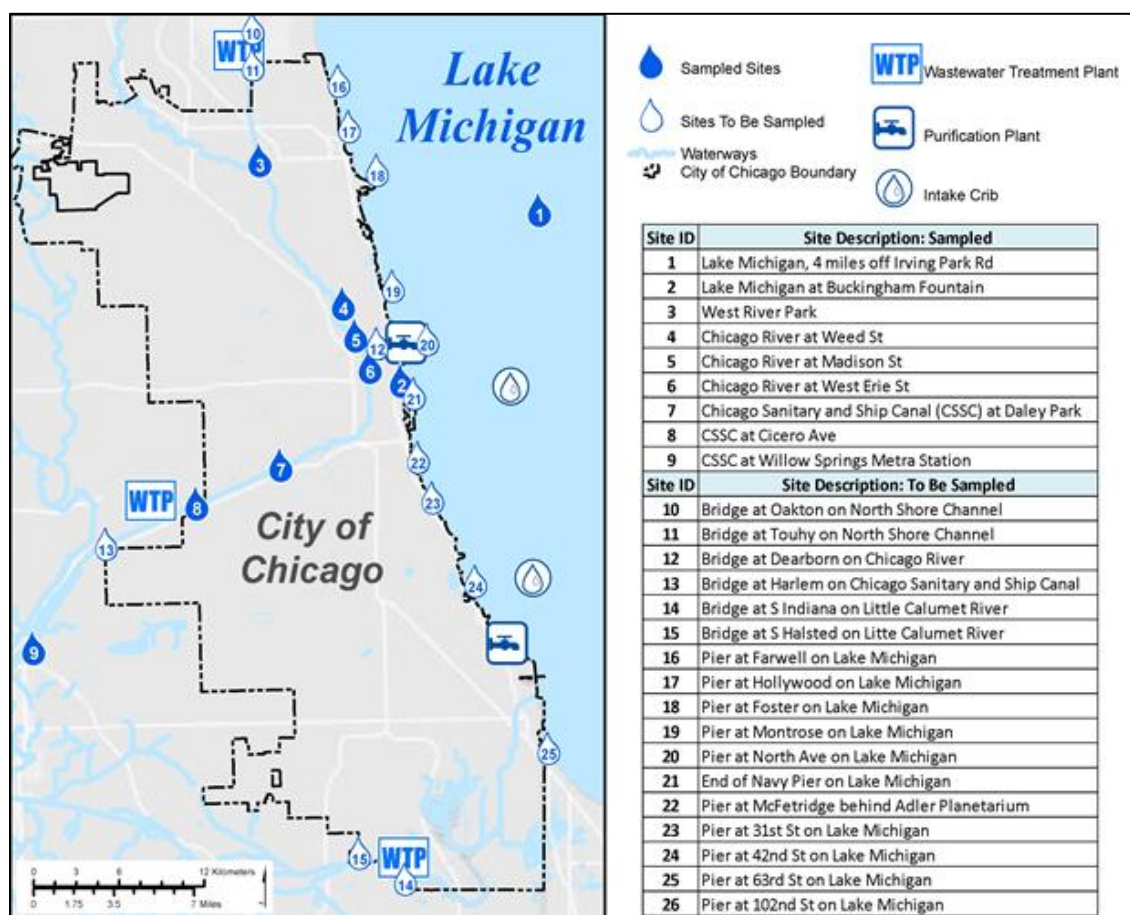 10
WTP
11
Lake
Michigan
16
17
3
18
1
19
4
5
12
20
6
2
21
7
22
WTP
8
23
13
City of
Chicago
24
9
25
15
WTP
14
0 3 6 12 Kilometers
0 1.75 3.5 7 Miles
Sampled Sites
WTP Wastewater Treatment Plant
Sites To Be Sampled
Purification Plant
Waterways
City of Chicago Boundary
Intake Crib
Site ID Site Description: Sampled
1 Lake Michigan, 4 miles off Irving Park Rd
2 Lake Michigan at Buckingham Fountain
3 West River Park
4 Chicago River at Weed St
5 Chicago River at Madison St
6 Chicago River at West Erie St
7 Chicago Sanitary and Ship Canal (CSSC) at Daley Park
8 CSSC at Cicero Ave
9 CSSC at Willow Springs Metra Station
Site ID Site Description: To Be Sampled
10 Bridge at Oakton on North Shore Channel
11 Bridge at Touhy on North Shore Channel
12 Bridge at Dearborn on Chicago River
13 Bridge at Harlem on Chicago Sanitary and Ship Canal
14 Bridge at S Indiana on Little Calumet River
15 Bridge at S Halsted on Litte Calumet River
16 Pier at Farwell on Lake Michigan
17 Pier at Hollywood on Lake Michigan
18 Pier at Foster on Lake Michigan
19 Pier at Montrose on Lake Michigan
20 Pier at North Ave on Lake Michigan
21 End of Navy Pier on Lake Michigan
22 Pier at McFetridge behind Adler Planetarium
23 Pier at 31st St on Lake Michigan
24 Pier at 42nd St on Lake Michigan
25 Pier at 63rd St on Lake Michigan
26 Pier at 102nd St on Lake Michigan